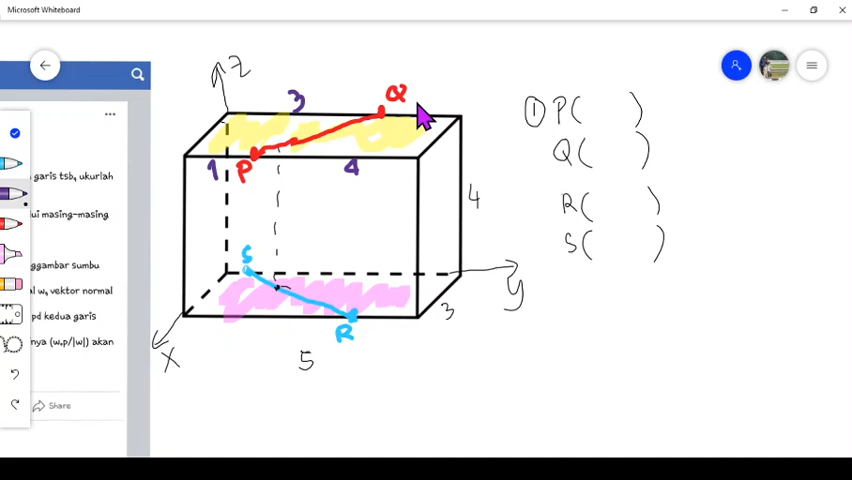 Microsoft Whiteboard
garis tsb, ukurlah
ui masing-masing
ggambar sumbu
al w, vektor normal
pd kedua garis
nya (w.p/|w|) akan
Share
Z
3
Q
1
P
4
4
S
y
3
R
X
5
① P( )
Q( )
R( )
S( )